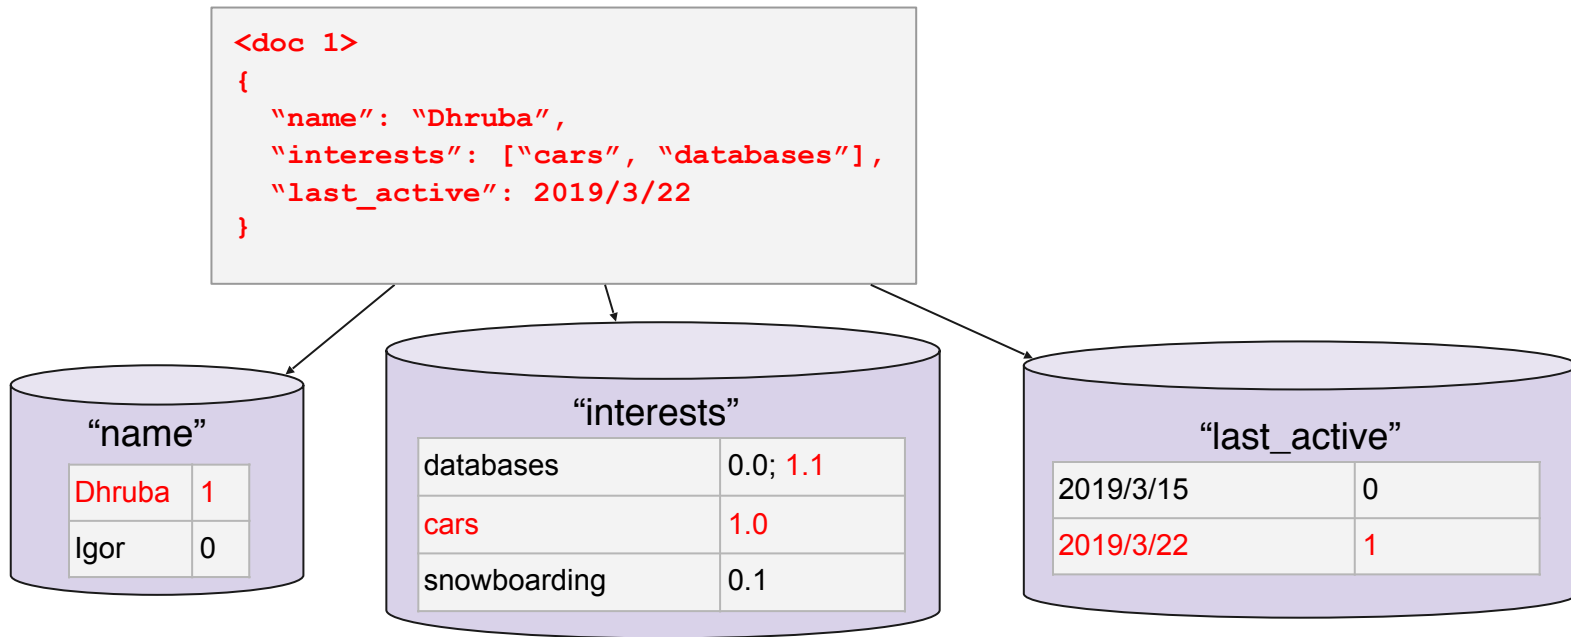 <doc 1>
{
“name”: “Dhruba”,
“interests”: [“cars”, “databases”],
“last_active”: 2019/3/22
}
“name”
Dhruba 1
Igor 0
“interests”
databases 0.0; 1.1
cars 1.0
snowboarding 0.1
“last_active”
2019/3/15 0
2019/3/22 1